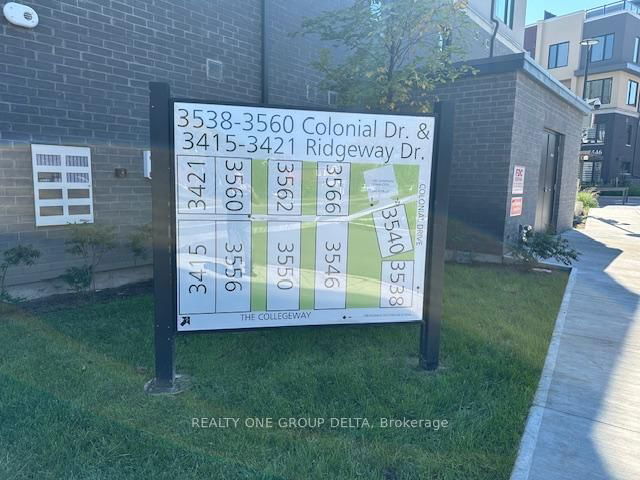 3538-3560 Colonial Dr. &
3415-3421 Ridgeway Dr.
3421
3560
3562
3566
3540
COLONIAL DRIVE
3415
3556
3550
3546
3538
THE COLLEGEWAY
FDC
REALTY ONE GROUP DELTA, Brokerage